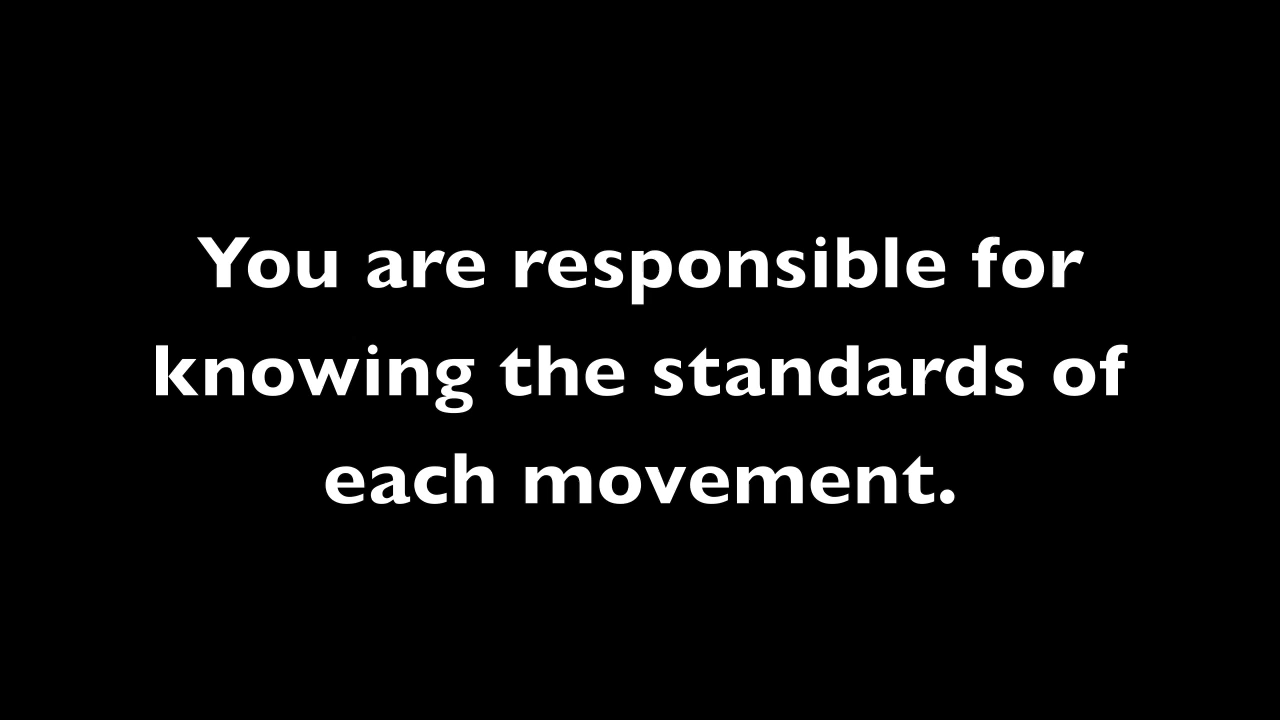 You are responsible for
knowing the standards of
each movement.